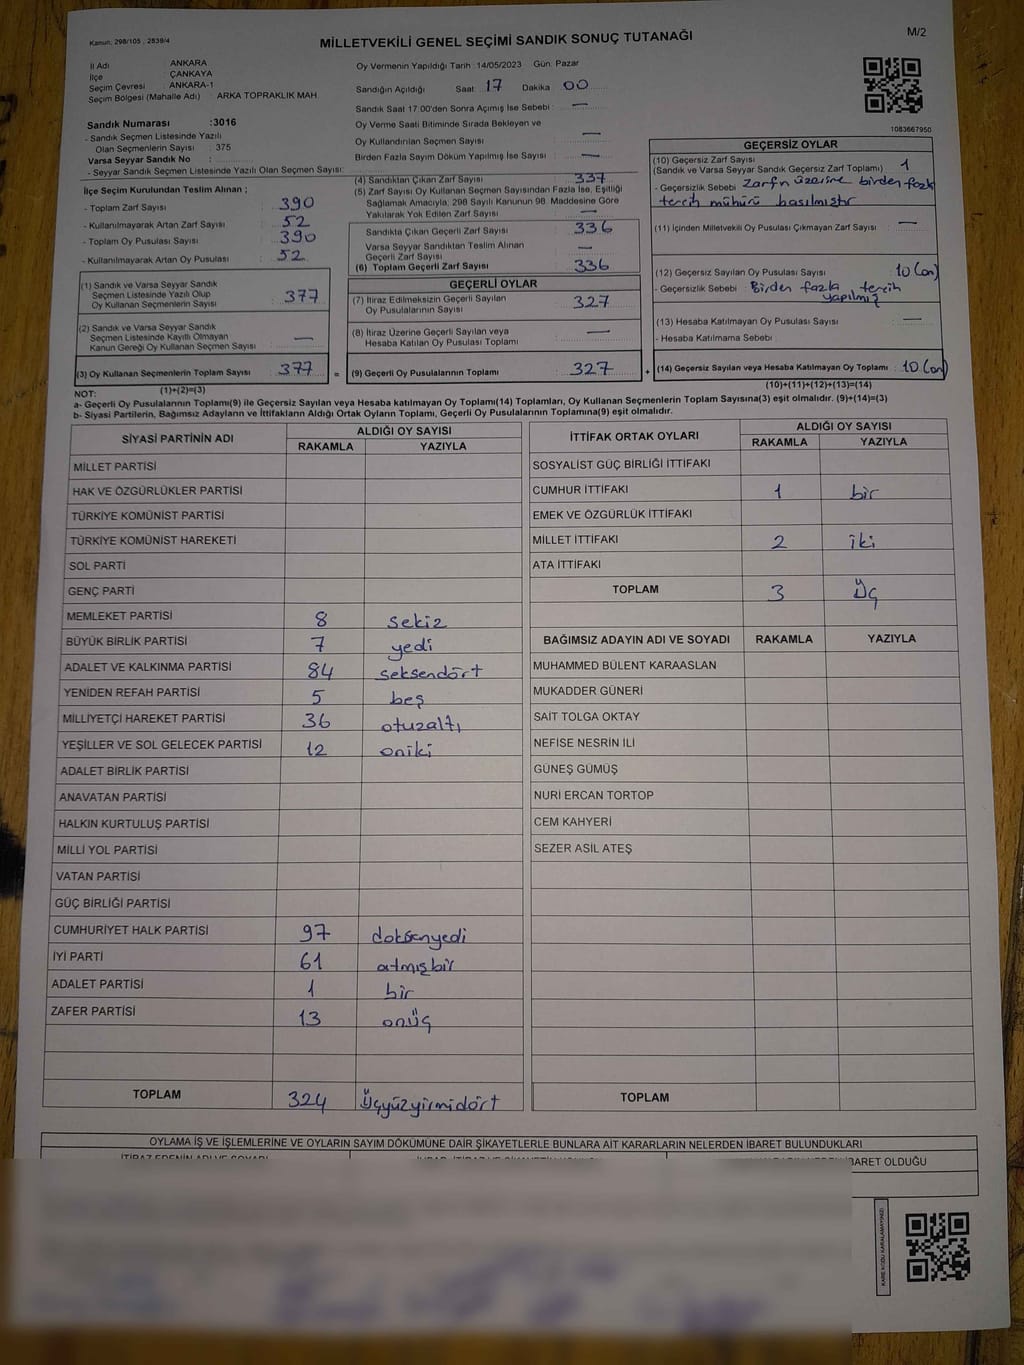 Kanun, 298/105 , 2839/4
MİLLETVEKİLİ GENEL SEÇİMİ SANDIK SONUÇ TUTANAĞI
M/2
İl Adı ANKARA
İlçe ÇANKAYA
Seçim Çevresi ANKARA-1
Seçim Bölgesi (Mahalle Adı) ARKA TOPRAKLIK MAH.
Sandık Numarası :3016
- Sandık Seçmen Listesinde Yazılı
Olan Seçmenlerin Sayısı : 375
Varsa Seyyar Sandık No :
- Seyyar Sandık Seçmen Listesinde Yazılı Olan Seçmen Sayısı:
İlçe Seçim Kurulundan Teslim Alınan ;
- Toplam Zarf Sayısı : 390
- Kullanılmayarak Artan Zarf Sayısı : 52
- Toplam Oy Pusulası Sayısı : 390
- Kullanılmayarak Artan Oy Pusulası : 52
(1) Sandık ve Varsa Seyyar Sandık
Seçmen Listesinde Yazılı Olup
Oy Kullanan Seçmenlerin Sayısı : 377
(2) Sandık ve Varsa Seyyar Sandık
Seçmen Listesinde Kayıtlı Olmayan
Kanun Gereği Oy Kullanan Seçmen Sayısı : —
(3) Oy Kullanan Seçmenlerin Toplam Sayısı : 377 =
Oy Vermenin Yapıldığı Tarih : 14/05/2023 Gün. Pazar
Sandığın Açıldığı Saat : 17 Dakika 00
Sandık Saat 17:00'den Sonra Açılmış İse Sebebi : —
Oy Verme Saati Bitiminde Sırada Bekleyen ve
Oy Kullandırılan Seçmen Sayısı : —
Birden Fazla Sayım Döküm Yapılmış İse Sayısı : —
(4) Sandıktan Çıkan Zarf Sayısı : 337
(5) Zarf Sayısı Oy Kullanan Seçmen Sayısından Fazla İse, Eşitliği
Sağlamak Amacıyla, 298 Sayılı Kanunun 98. Maddesine Göre
Yakılarak Yok Edilen Zarf Sayısı : —
Sandıkta Çıkan Geçerli Zarf Sayısı : 336
Varsa Seyyar Sandıktan Teslim Alınan
Geçerli Zarf Sayısı : —
(6) Toplam Geçerli Zarf Sayısı : 336
GEÇERLİ OYLAR
(7) İtiraz Edilmeksizin Geçerli Sayılan
Oy Pusulalarının Sayısı : 327
(8) İtiraz Üzerine Geçerli Sayılan veya
Hesaba Katılan Oy Pusulası Toplamı : —
(9) Geçerli Oy Pusulalarının Toplamı : 327 +
1083667950
GEÇERSİZ OYLAR
(10) Geçersiz Zarf Sayısı
(Sandık ve Varsa Seyyar Sandık Geçersiz Zarf Toplamı) : 1
- Geçersizlik Sebebi : Zarfın üzerine birden fazla
tercih mühürü basılmıştır
(11) İçinden Milletvekili Oy Pusulası Çıkmayan Zarf Sayısı : —
(12) Geçersiz Sayılan Oy Pusulası Sayısı : 10 (on)
- Geçersizlik Sebebi : Birden fazla tercih
yapılmış
(13) Hesaba Katılmayan Oy Pusulası Sayısı : —
- Hesaba Katılmama Sebebi :
(14) Geçersiz Sayılan veya Hesaba Katılmayan Oy Toplamı : 10 (on)
NOT: (1)+(2)=(3)
(10)+(11)+(12)+(13)=(14)
a- Geçerli Oy Pusulalarının Toplamı(9) ile Geçersiz Sayılan veya Hesaba katılmayan Oy Toplamı(14) Toplamları, Oy Kullanan Seçmenlerin Toplam Sayısına(3) eşit olmalıdır. (9)+(14)=(3)
b- Siyasi Partilerin, Bağımsız Adayların ve İttifakların Aldığı Ortak Oyların Toplamı, Geçerli Oy Pusulalarının Toplamına(9) eşit olmalıdır.
SİYASİ PARTİNİN ADI ALDIĞI OY SAYISI
RAKAMLA YAZIYLA
MİLLET PARTİSİ
HAK VE ÖZGÜRLÜKLER PARTİSİ
TÜRKİYE KOMÜNİST PARTİSİ
TÜRKİYE KOMÜNİST HAREKETİ
SOL PARTİ
GENÇ PARTİ
MEMLEKET PARTİSİ 8 sekiz
BÜYÜK BİRLİK PARTİSİ 7 yedi
ADALET VE KALKINMA PARTİSİ 84 seksendört
YENİDEN REFAH PARTİSİ 5 beş
MİLLİYETÇİ HAREKET PARTİSİ 36 otuzaltı
YEŞİLLER VE SOL GELECEK PARTİSİ 12 oniki
ADALET BİRLİK PARTİSİ
ANAVATAN PARTİSİ
HALKIN KURTULUŞ PARTİSİ
MİLLİ YOL PARTİSİ
VATAN PARTİSİ
GÜÇ BİRLİĞİ PARTİSİ
CUMHURİYET HALK PARTİSİ 97 doksanyedi
İYİ PARTİ 61 atmışbir
ADALET PARTİSİ 1 bir
ZAFER PARTİSİ 13 onüç
TOPLAM 324 Üçyüzyirmidört
İTTİFAK ORTAK OYLARI ALDIĞI OY SAYISI
RAKAMLA YAZIYLA
SOSYALİST GÜÇ BİRLİĞİ İTTİFAKI
CUMHUR İTTİFAKI 1 bir
EMEK VE ÖZGÜRLÜK İTTİFAKI
MİLLET İTTİFAKI 2 iki
ATA İTTİFAKI
TOPLAM 3 Üç
BAĞIMSIZ ADAYIN ADI VE SOYADI RAKAMLA YAZIYLA
MUHAMMED BÜLENT KARAASLAN
MUKADDER GÜNERİ
SAİT TOLGA OKTAY
NEFİSE NESRİN İLİ
GÜNEŞ GÜMÜŞ
NURİ ERCAN TORTOP
CEM KAHYERİ
SEZER ASİL ATEŞ
TOPLAM
OYLAMA İŞ VE İŞLEMLERİNE VE OYLARIN SAYIM DÖKÜMÜNE DAİR ŞİKAYETLERLE BUNLARA AİT KARARLARIN NELERDEN İBARET BULUNDUKLARI
İTİRAZ EDENİN ADI VE SOYADI
İBARET OLDUĞU
KARE KODU KARALAMAYINIZ!